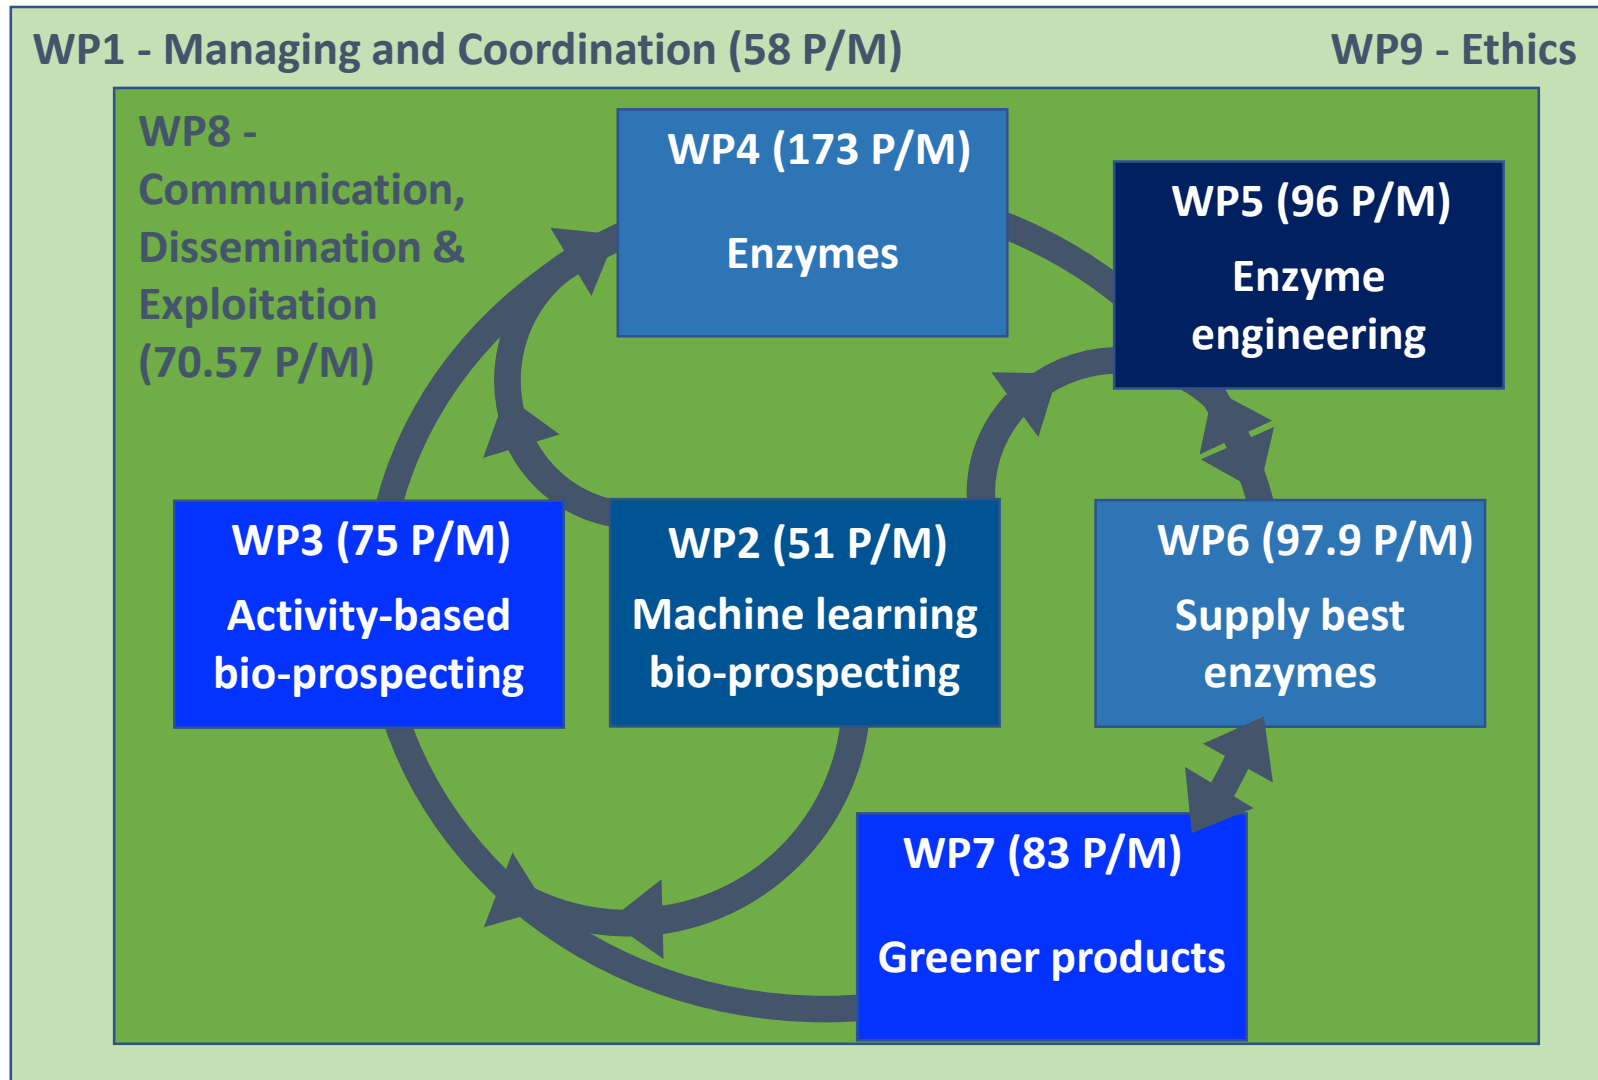 WP1 - Managing and Coordination (58 P/M)
WP9 - Ethics
WP8 -
Communication,
Dissemination &
Exploitation
(70.57 P/M)
WP4 (173 P/M)
Enzymes
WP5 (96 P/M)
Enzyme
engineering
WP3 (75 P/M)
Activity-based
bio-prospecting
WP2 (51 P/M)
Machine learning
bio-prospecting
WP6 (97.9 P/M)
Supply best
enzymes
WP7 (83 P/M)
Greener products